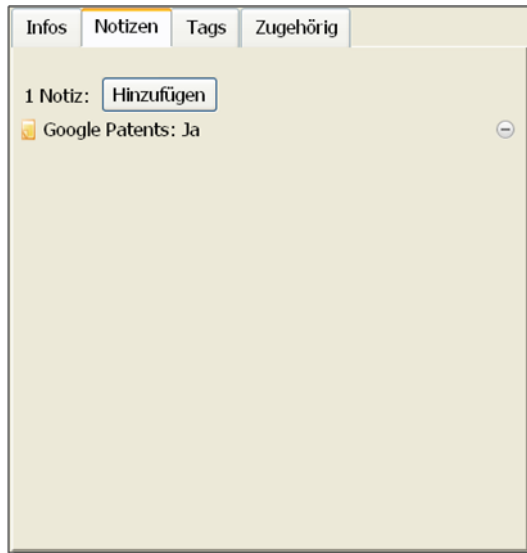 Infos Notizen Tags Zugehörig
1 Notiz: Hinzufügen
Google Patents: Ja